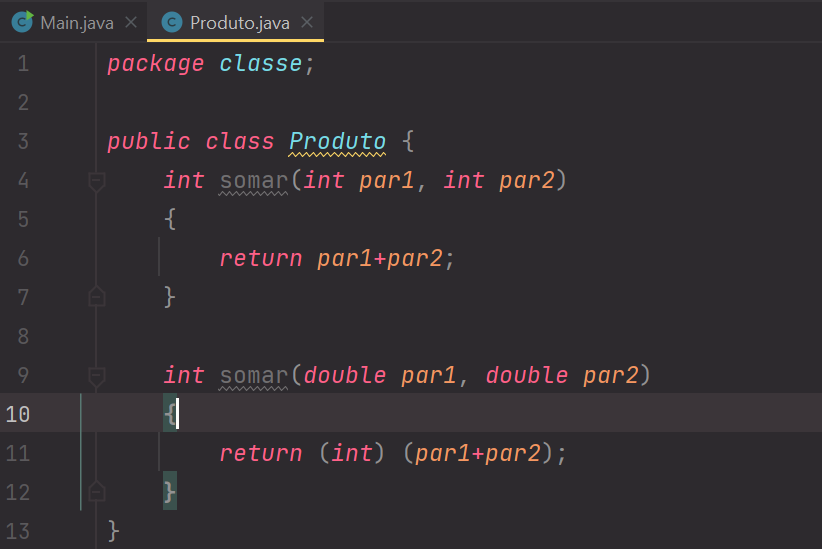 Main.java Produto.java
1 package classe;
2
3 public class Produto {
4 int somar(int par1, int par2)
5 {
6 return par1+par2;
7 }
8
9 int somar(double par1, double par2)
10 {
11 return (int) (par1+par2);
12 }
13 }